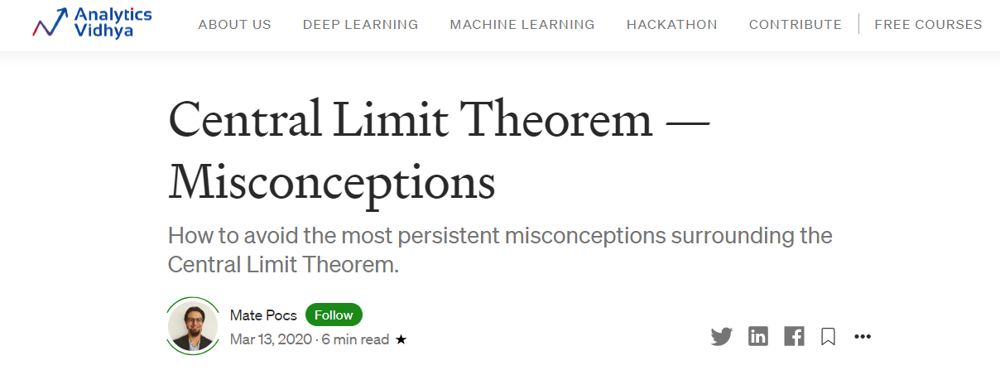 Analytics
Vidhya
ABOUT US DEEP LEARNING MACHINE LEARNING HACKATHON CONTRIBUTE FREE COURSES
Central Limit Theorem —
Misconceptions
How to avoid the most persistent misconceptions surrounding the
Central Limit Theorem.
Mate Pocs Follow
Mar 13, 2020 · 6 min read ★